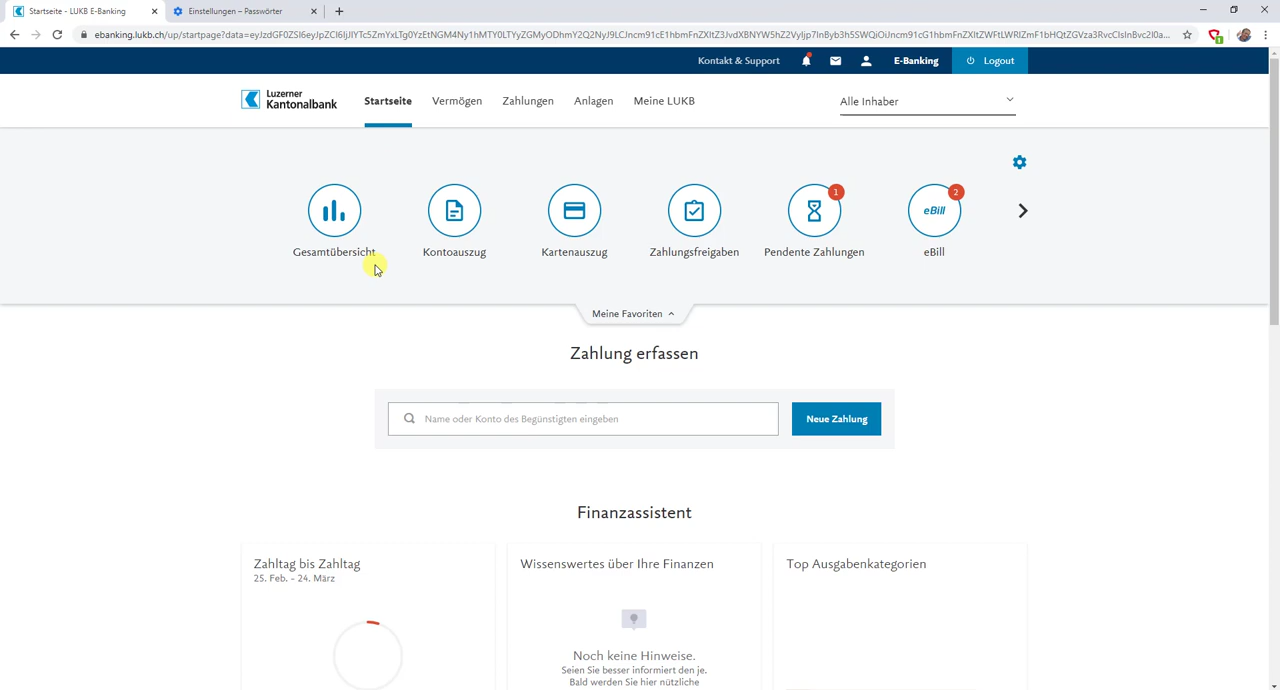 Startseite - LUKB E-Banking
Einstellungen – Passwörter
Kontakt & Support
E-Banking
Logout
Luzerner
Kantonalbank
Startseite
Vermögen
Zahlungen
Anlagen
Meine LUKB
Alle Inhaber
1
2
eBill
Gesamtübersicht
Kontoauszug
Kartenauszug
Zahlungsfreigaben
Pendente Zahlungen
eBill
Meine Favoriten
Zahlung erfassen
Name oder Konto des Begünstigten eingeben
Neue Zahlung
Finanzassistent
Zahltag bis Zahltag
25. Feb. - 24. März
Wissenswertes über Ihre Finanzen
Noch keine Hinweise.
Seien Sie besser informiert den je.
Bald werden Sie hier nützliche
Top Ausgabenkategorien